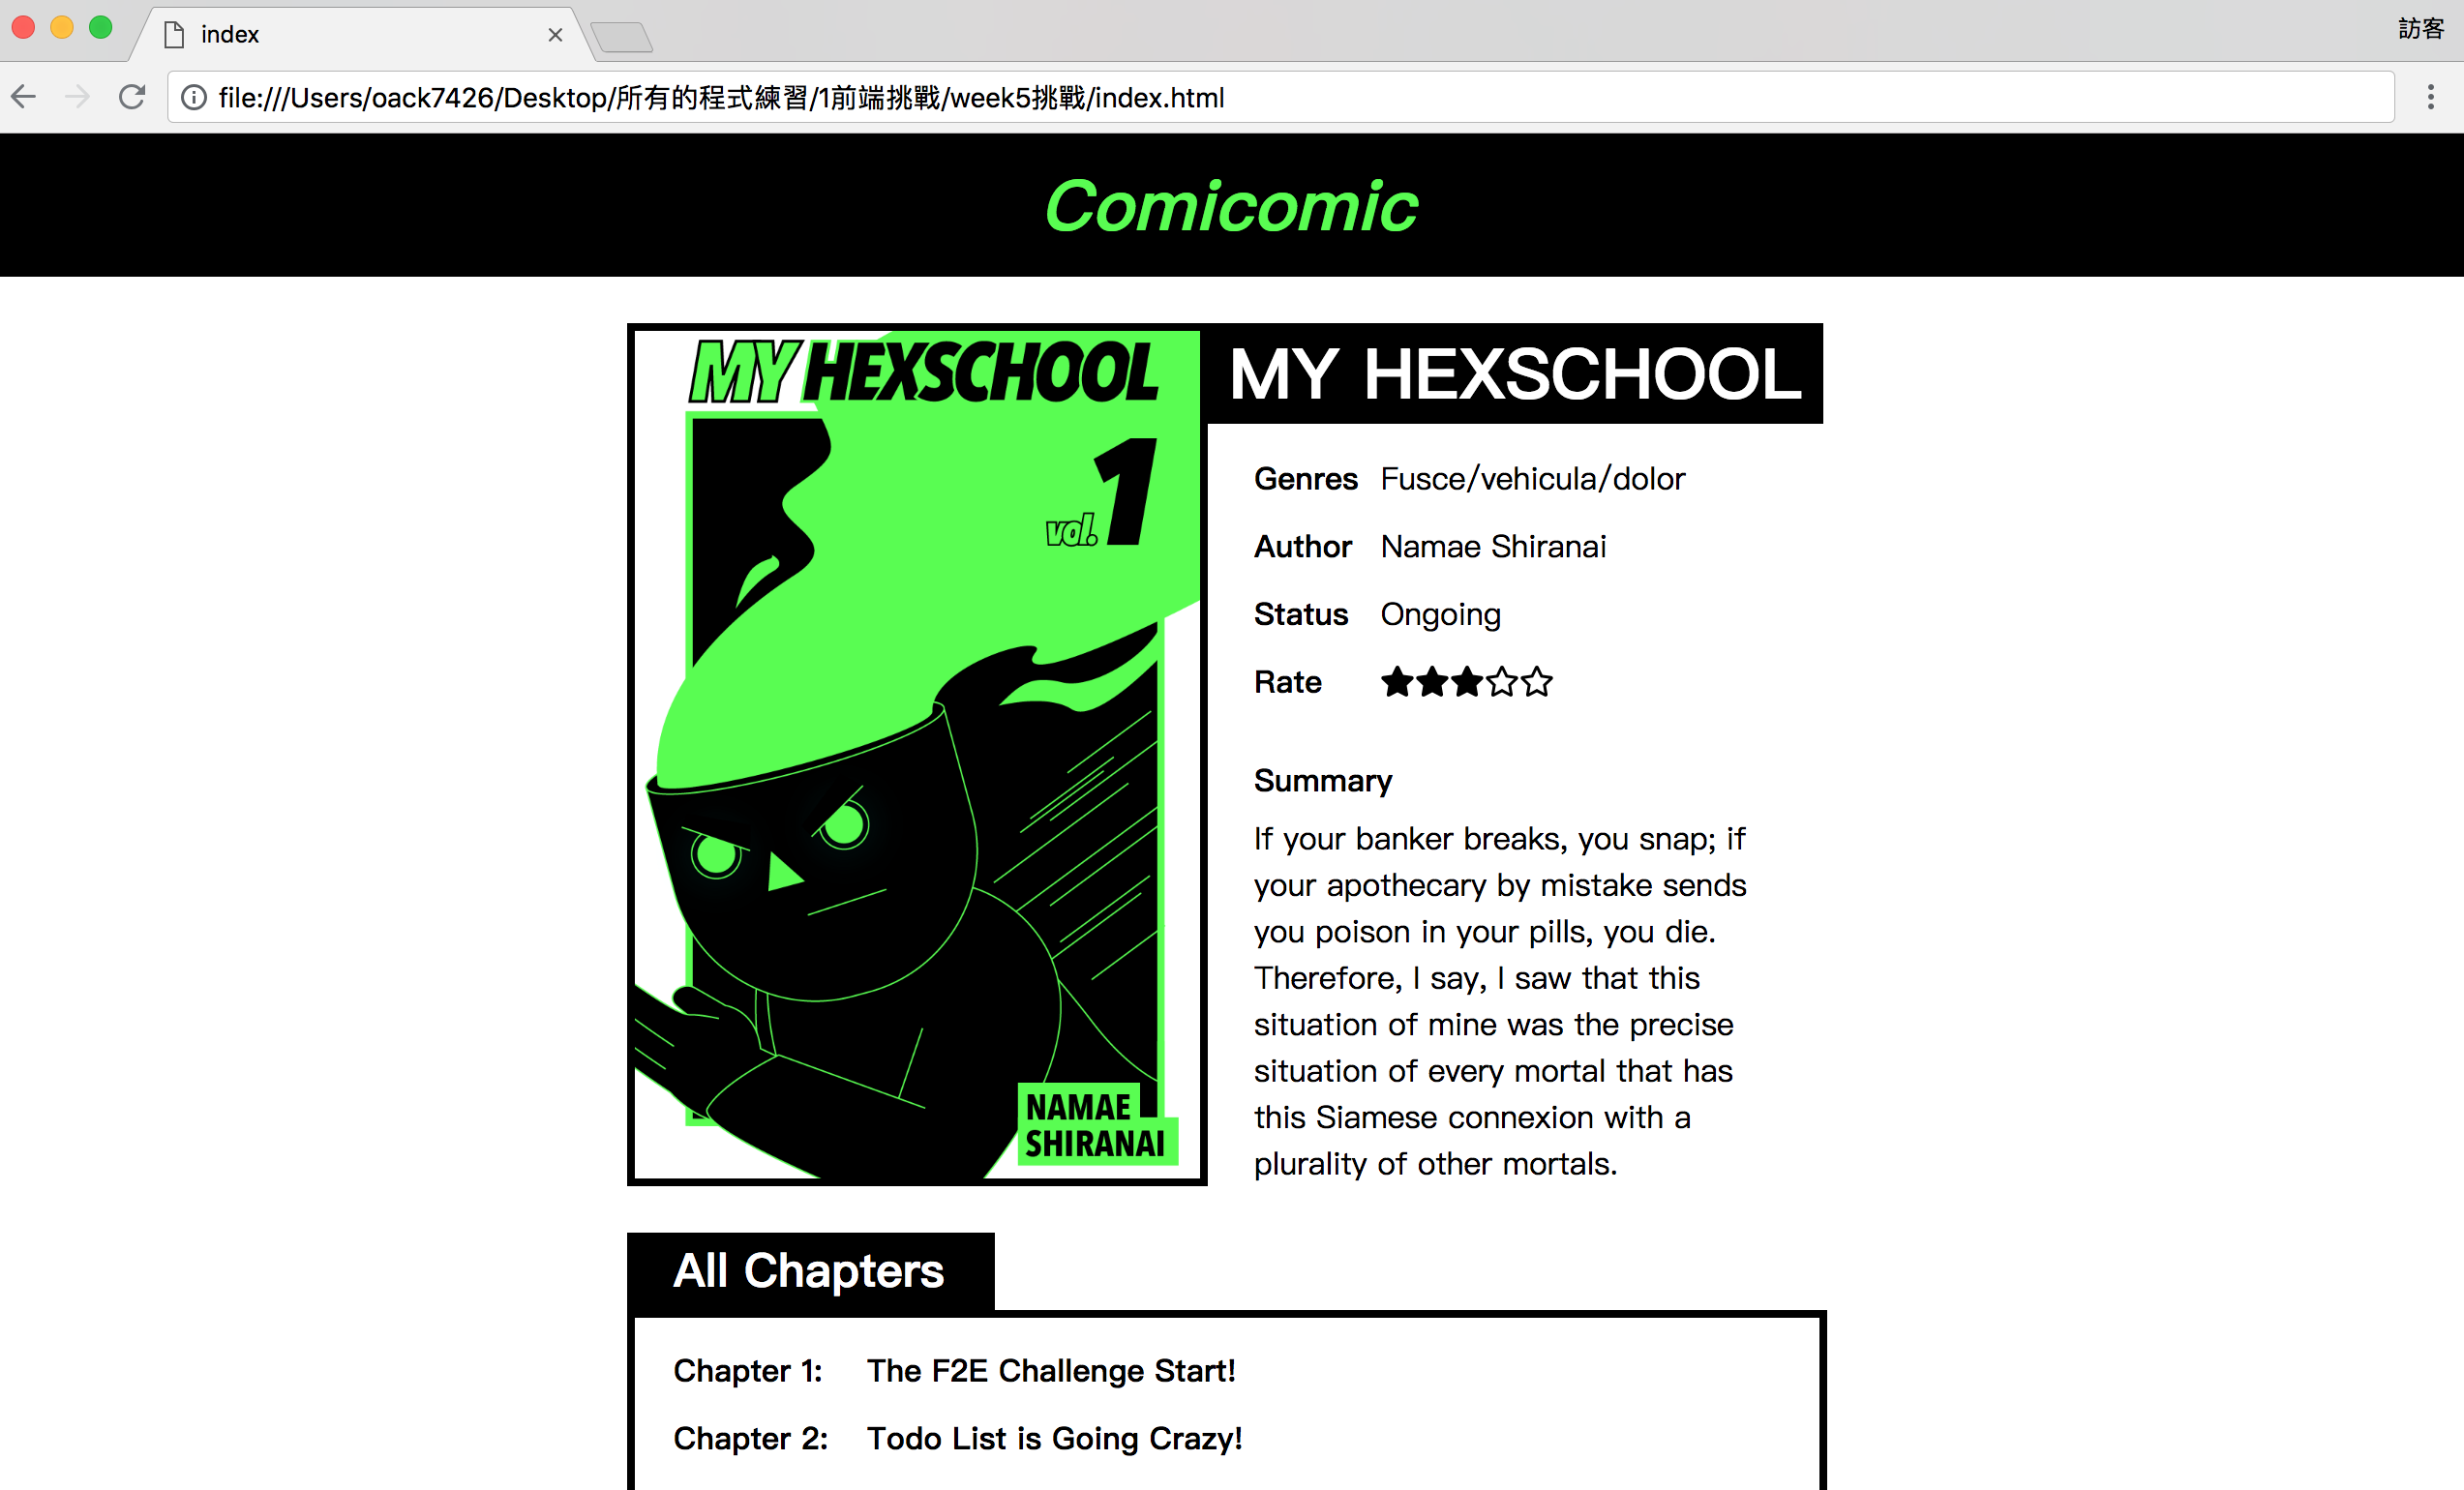 index
訪客
file:///Users/oack7426/Desktop/所有的程式練習/1前端挑戰/week5挑戰/index.html
Comicomic
MY HEXSCHOOL
vol.1
NAMAE
SHIRANAI
MY HEXSCHOOL
Genres Fusce/vehicula/dolor
Author Namae Shiranai
Status Ongoing
Rate ★★★☆☆
Summary
If your banker breaks, you snap; if
your apothecary by mistake sends
you poison in your pills, you die.
Therefore, I say, I saw that this
situation of mine was the precise
situation of every mortal that has
this Siamese connexion with a
plurality of other mortals.
All Chapters
Chapter 1: The F2E Challenge Start!
Chapter 2: Todo List is Going Crazy!